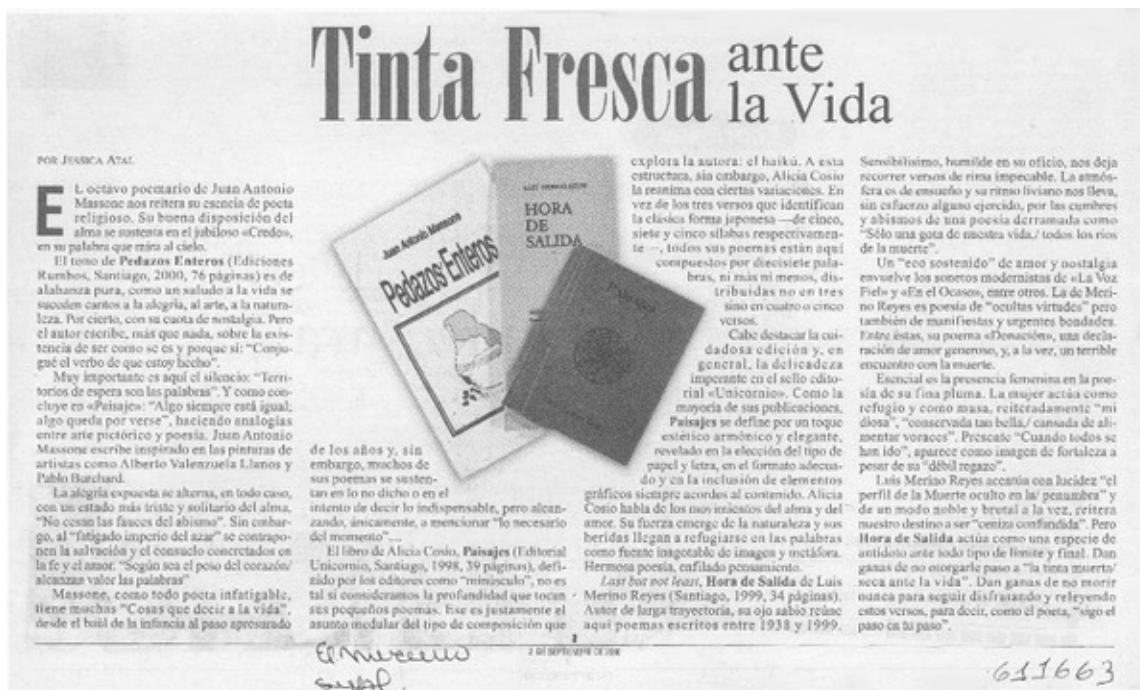 Tinta Fresca ante
la Vida
POR JESSICA ATAL
EL octavo poemario de Juan Antonio
Massone nos reitera su esencia de poeta
religioso. Su buena disposición del
alma se sustenta en el jubiloso «Credo»,
en su palabra que mira al cielo.
El tono de Pedazos Enteros (Ediciones
Rumbos, Santiago, 2000, 76 páginas) es de
alabanza pura, como un saludo a la vida se
suceden cantos a la alegría, al arte, a la natura-
leza. Por cierto, con su cuota de nostalgia. Pero
el autor escribe, más que nada, sobre la exis-
tencia de ser como se es y porque sí: “Conju-
gué el verbo de que estoy hecho”.
Muy importante es aquí el silencio: “Terri-
torios de espera son las palabras”. Y como con-
cluye en «Paisaje»: “Algo siempre está igual;
algo queda por verse”, haciendo analogías
entre arte pictórico y poesía. Juan Antonio
Massone escribe inspirado en las pinturas de
artistas como Alberto Valenzuela Llanos y
Pablo Burchard.
La alegría expuesta se alterna, en todo caso,
con un estado más triste y solitario del alma.
“No cesan las fauces del abismo”. Sin embar-
go, al “fatigado imperio del azar” se contrapo-
nen la salvación y el consuelo concretados en
la fe y el amor. “Según sea el peso del corazón/
alcanzan valor las palabras”
Massone, como todo poeta infatigable,
tiene muchas “Cosas que decir a la vida”,
desde el baúl de la infancia al paso apresurado
de los años y, sin
embargo, muchos de
sus poemas se susten-
tan en lo no dicho o en el
intento de decir lo indispensable, pero alcan-
zando, únicamente, a mencionar “lo necesario
del momento”...
El libro de Alicia Cosio, Paisajes (Editorial
Unicornio, Santiago, 1998, 39 páginas), defi-
nido por los editores como “minúsculo”, no es
tal si consideramos la profundidad que tocan
sus pequeños poemas. Ese es justamente el
asunto medular del tipo de composición que
Juan Antonio Massone
Pedazos Enteros
HORA
DE
SALIDA
explora la autora: el haikú. A esta
estructura, sin embargo, Alicia Cosio
la reanima con ciertas variaciones. En
vez de los tres versos que identifican
la clásica forma japonesa —de cinco,
siete y cinco sílabas respectivamen-
te—, todos sus poemas están aquí
compuestos por diecisiete pala-
bras, ni más ni menos, dis-
tribuidas no en tres
sino en cuatro o cinco
versos.
Cabe destacar la cui-
dadosa edición y, en
general, la delicadeza
imperante en el sello edito-
rial «Unicornio». Como la
mayoría de sus publicaciones,
Paisajes se define por un toque
estético armónico y elegante,
revelado en la elección del tipo de
papel y letra, en el formato adecua-
do y en la inclusión de elementos
gráficos siempre acordes al contenido. Alicia
Cosio habla de los movimientos del alma y del
amor. Su fuerza emerge de la naturaleza y sus
heridas llegan a refugiarse en las palabras
como fuente inagotable de imagen y metáfora.
Hermosa poesía, enfilado pensamiento.
Last but not least, Hora de Salida de Luis
Merino Reyes (Santiago, 1999, 34 páginas).
Autor de larga trayectoria, su ojo sabio reúne
aquí poemas escritos entre 1938 y 1999.
Sensibilísimo, humilde en su oficio, nos deja
recorrer versos de rima impecable. La atmós-
fera es de ensueño y su ritmo liviano nos lleva,
sin esfuerzo alguno ejercido, por las cumbres
y abismos de una poesía derramada como
“Sólo una gota de nuestra vida,/ todos los ríos
de la muerte”.
Un “eco sostenido” de amor y nostalgia
envuelve los sonetos modernistas de «La Voz
Fiel» y «En el Ocaso», entre otros. La de Meri-
no Reyes es poesía de “ocultas virtudes” pero
también de manifiestas y urgentes bondades.
Entre éstas, su poema «Donación», una decla-
ración de amor generoso, y, a la vez, un terrible
encuentro con la muerte.
Esencial es la presencia femenina en la poe-
sía de su fina pluma. La mujer actúa como
refugio y como musa, reiteradamente “mi
diosa”, “conservada tan bella,/ cansada de ali-
mentar voraces”. Presente “Cuando todos se
han ido”, aparece como imagen de fortaleza a
pesar de su “débil regazo”.
Luis Merino Reyes acentúa con lucidez “el
perfil de la Muerte oculto en la/ penumbra” y
de un modo noble y brutal a la vez, reitera
nuestro destino a ser “ceniza confundida”. Pero
Hora de Salida actúa como una especie de
antídoto ante todo tipo de límite y final. Dan
ganas de no otorgarle paso a “la tinta muerta/
seca ante la vida”. Dan ganas de no morir
nunca para seguir disfrutando y releyendo
estos versos, para decir, como el poeta, “sigo el
paso en tu paso”.
3
2 DE SEPTIEMBRE DE 2000
El Mercurio
611663